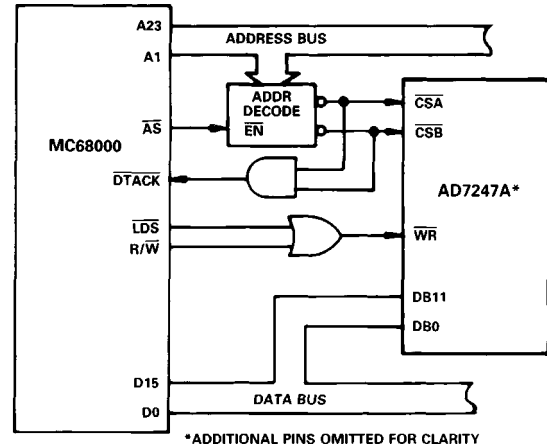 A23
ADDRESS BUS
A1
ADDR
DECODE
EN
CSA
CSB
AS
MC68000
DTACK
AD7247A*
LDS
R/W
WR
DB11
DB0
D15
DATA BUS
D0
*ADDITIONAL PINS OMITTED FOR CLARITY